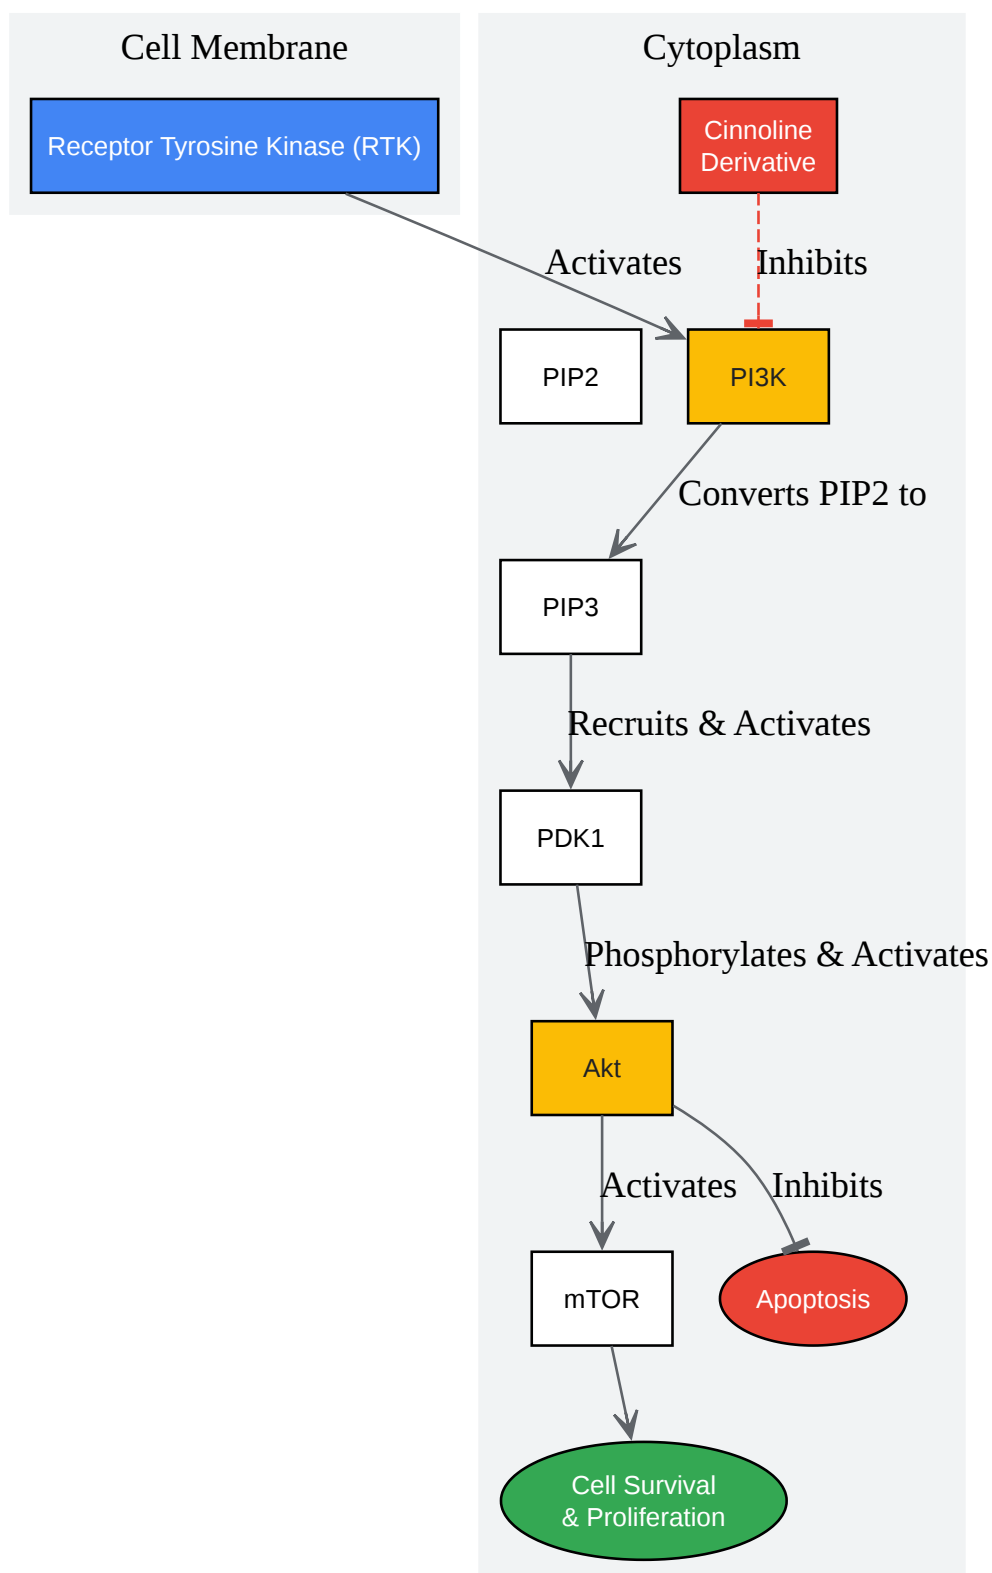 Cell Membrane
Cytoplasm
Receptor Tyrosine Kinase (RTK)
Cinnoline
Derivative
Activates
Inhibits
PIP2
PI3K
Converts PIP2 to
PIP3
Recruits & Activates
PDK1
Phosphorylates & Activates
Akt
Activates
Inhibits
mTOR
Apoptosis
Cell Survival
& Proliferation